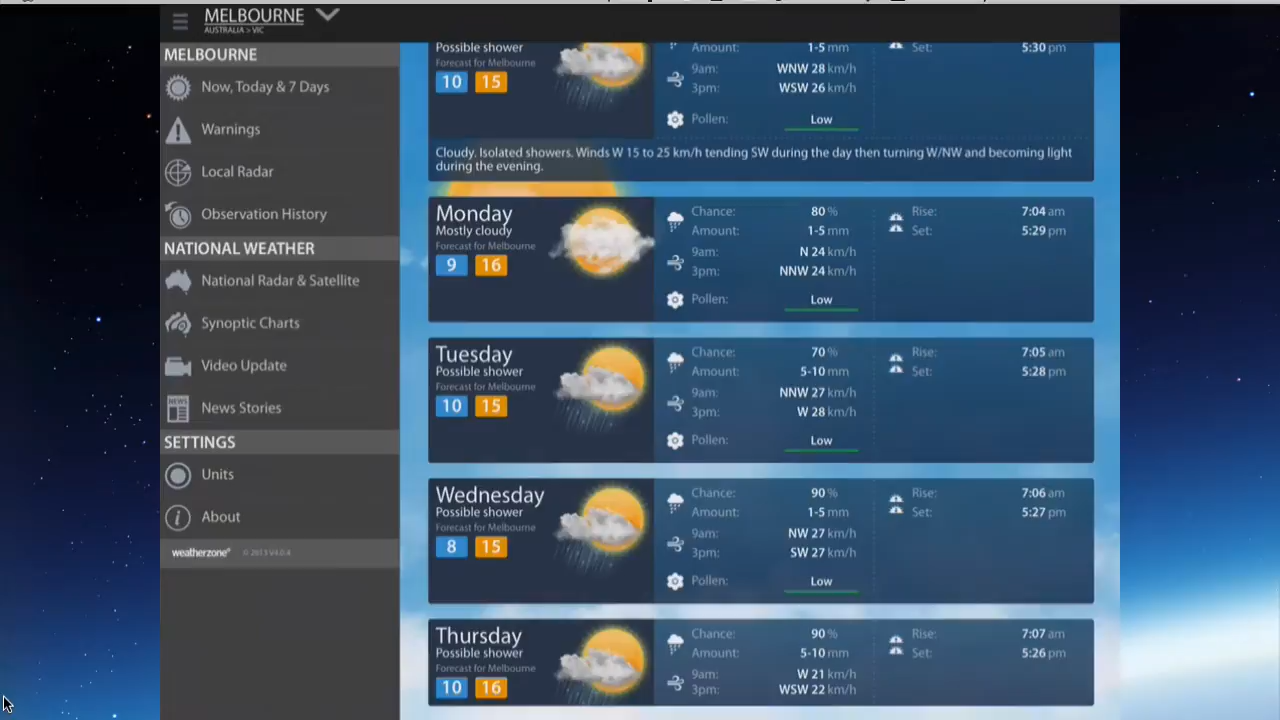 MELBOURNE
AUSTRALIA > VIC
MELBOURNE
Now, Today & 7 Days
Warnings
Local Radar
Observation History
NATIONAL WEATHER
National Radar & Satellite
Synoptic Charts
Video Update
NEWS
News Stories
SETTINGS
Units
About
weatherzone® © 2013 V4.0.4
Possible shower
Forecast for Melbourne
10 15
Amount: 1-5 mm
9am: WNW 28 km/h
3pm: WSW 26 km/h
Pollen: Low
Set: 5:30 pm
Cloudy. Isolated showers. Winds W 15 to 25 km/h tending SW during the day then turning W/NW and becoming light
during the evening.
Monday
Mostly cloudy
Forecast for Melbourne
9 16
Chance: 80 %
Amount: 1-5 mm
9am: N 24 km/h
3pm: NNW 24 km/h
Pollen: Low
Rise: 7:04 am
Set: 5:29 pm
Tuesday
Possible shower
Forecast for Melbourne
10 15
Chance: 70 %
Amount: 5-10 mm
9am: NNW 27 km/h
3pm: W 28 km/h
Pollen: Low
Rise: 7:05 am
Set: 5:28 pm
Wednesday
Possible shower
Forecast for Melbourne
8 15
Chance: 90 %
Amount: 1-5 mm
9am: NW 27 km/h
3pm: SW 27 km/h
Pollen: Low
Rise: 7:06 am
Set: 5:27 pm
Thursday
Possible shower
Forecast for Melbourne
10 16
Chance: 90 %
Amount: 5-10 mm
9am: W 21 km/h
3pm: WSW 22 km/h
Rise: 7:07 am
Set: 5:26 pm